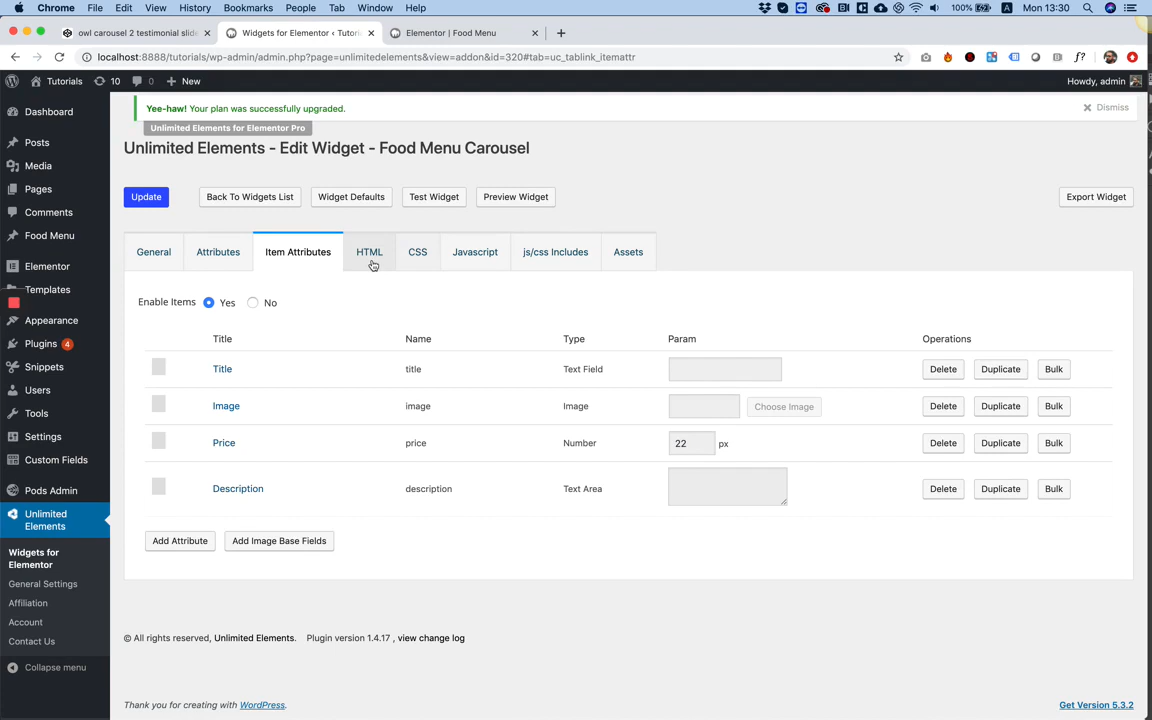 Chrome File Edit View History Bookmarks People Tab Window Help 100% A Mon 13:30
owl carousel 2 testimonial slide × Widgets for Elementor ‹ Tutori × Elementor | Food Menu × +
localhost:8888/tutorials/wp-admin/admin.php?page=unlimitedelements&view=addon&id=320#tab=uc_tablink_itemattr
Tutorials 10 0 + New Howdy, admin
Dashboard
Posts
Media
Pages
Comments
Food Menu
Elementor
Templates
Appearance
Plugins 4
Snippets
Users
Tools
Settings
Custom Fields
Pods Admin
Unlimited
Elements
Widgets for
Elementor
General Settings
Affiliation
Account
Contact Us
Collapse menu
Yee-haw! Your plan was successfully upgraded. Dismiss
Unlimited Elements for Elementor Pro
Unlimited Elements - Edit Widget - Food Menu Carousel
Update Back To Widgets List Widget Defaults Test Widget Preview Widget Export Widget
General Attributes Item Attributes HTML CSS Javascript js/css Includes Assets
Enable Items Yes No
Title Name Type Param Operations
Title title Text Field Delete Duplicate Bulk
Image image Image Choose Image Delete Duplicate Bulk
Price price Number 22 px Delete Duplicate Bulk
Description description Text Area Delete Duplicate Bulk
Add Attribute Add Image Base Fields
© All rights reserved, Unlimited Elements. Plugin version 1.4.17 , view change log
Thank you for creating with WordPress. Get Version 5.3.2